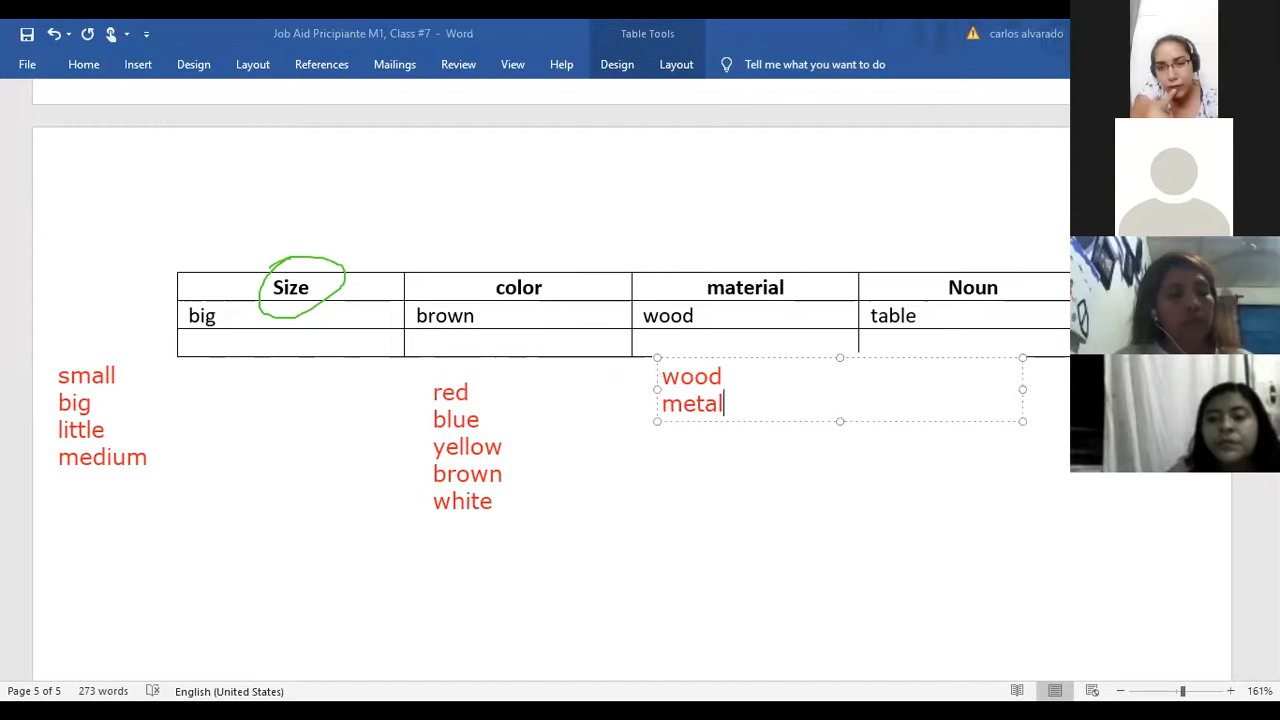 Job Aid Pricipiante M1, Class #7 - Word
Table Tools
carlos alvarado
File Home Insert Design Layout References Mailings Review View Help Design Layout Tell me what you want to do
Size color material Noun
big brown wood table
small
big
little
medium
red
blue
yellow
brown
white
wood
metal
Page 5 of 5 273 words English (United States) 161%